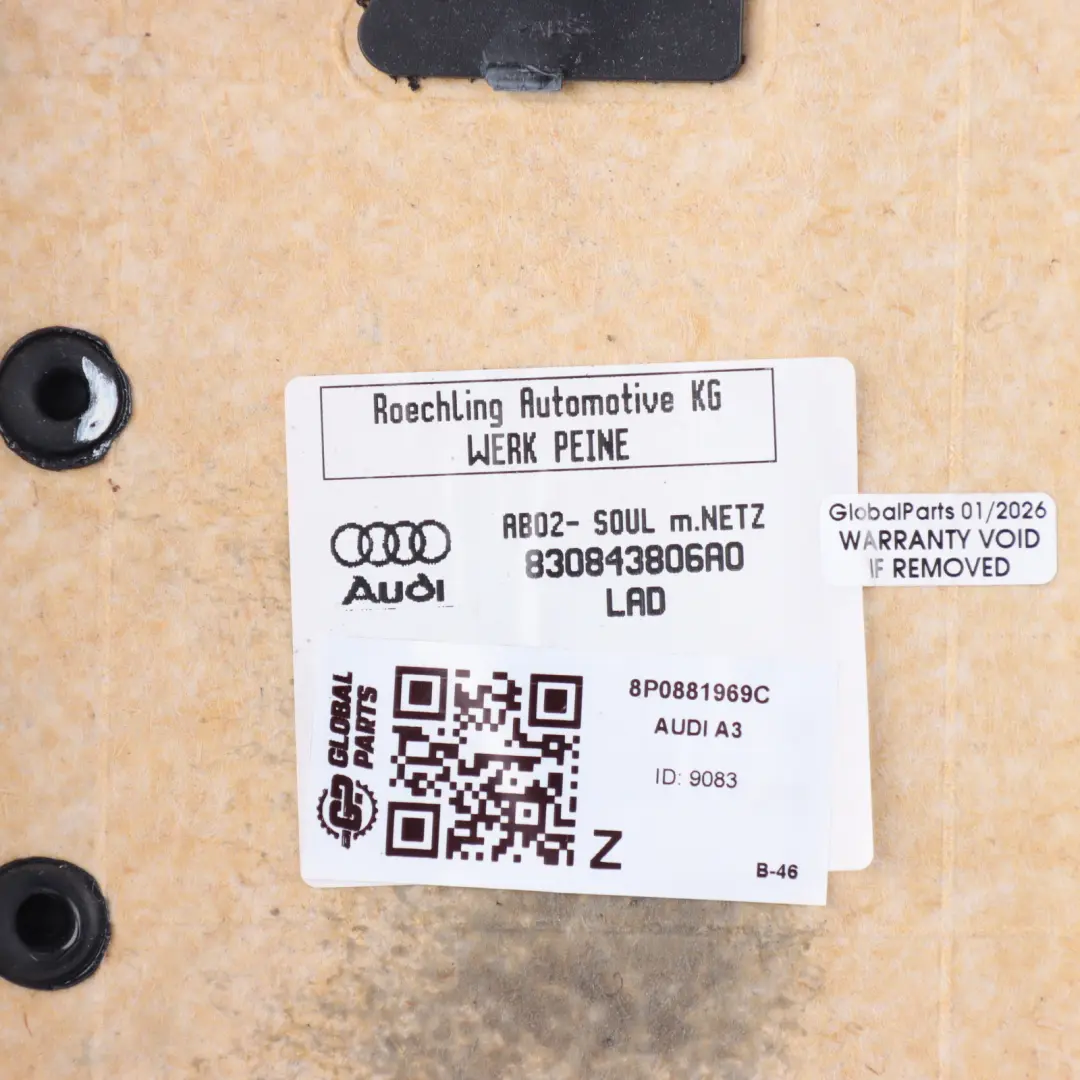 Roechling Automotive KG
WERK PEINE
AB02- SOUL m.NETZ
830843806A0
LAD
Audi
GlobalParts 01/2026
WARRANTY VOID
IF REMOVED
GLOBAL
PARTS
8P0881969C
AUDI A3
ID: 9083
Z
B-46